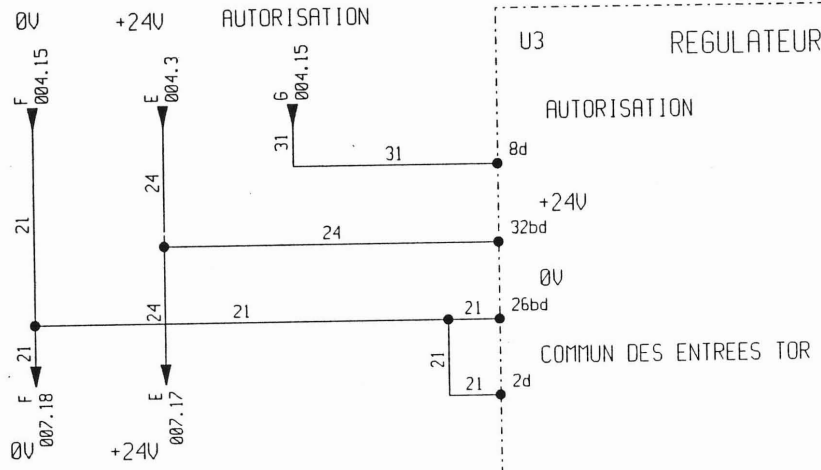 0V +24V AUTORISATION
U3 REGULATEUR
F 004.15
E 004.3
G 004.15
AUTORISATION
31
31
8d
24
+24V
21
24
32bd
0V
24
21
21
26bd
21
21
COMMUN DES ENTREES TOR
21
2d
F 007.18
E 007.17
0V +24V